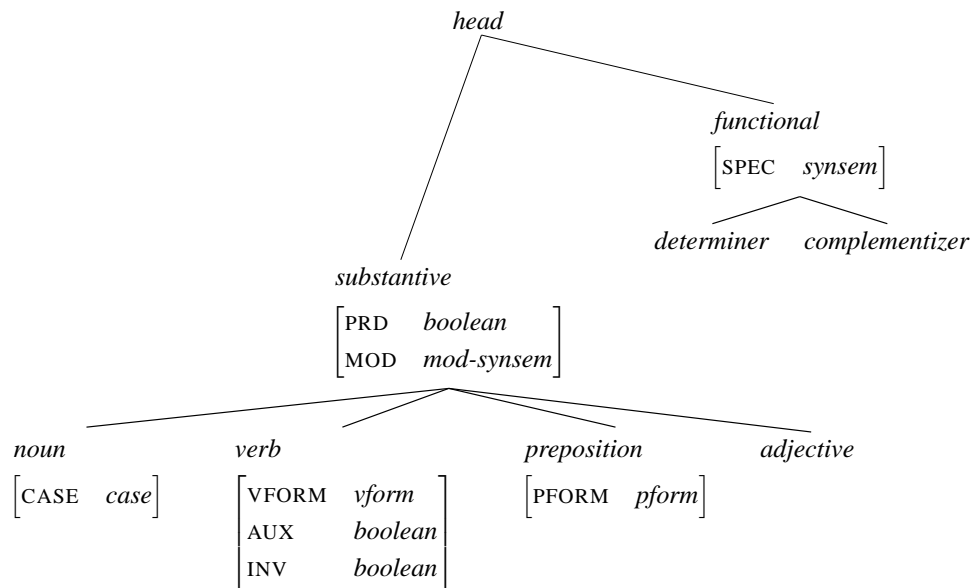 head
functional
[SPEC synsem]
determiner complementizer
substantive
[PRD boolean
MOD mod-synsem]
noun verb preposition adjective
[CASE case] [VFORM vform [PFORM pform]
AUX boolean
INV boolean]